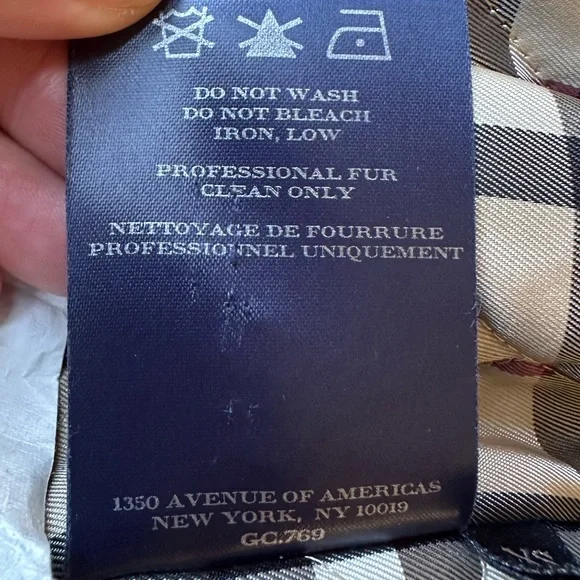 DO NOT WASH
DO NOT BLEACH
IRON, LOW
PROFESSIONAL FUR
CLEAN ONLY
NETTOYAGE DE FOURRURE
PROFESSIONNEL UNIQUEMENT
1350 AVENUE OF AMERICAS
NEW YORK, NY 10019
GC.769
XS